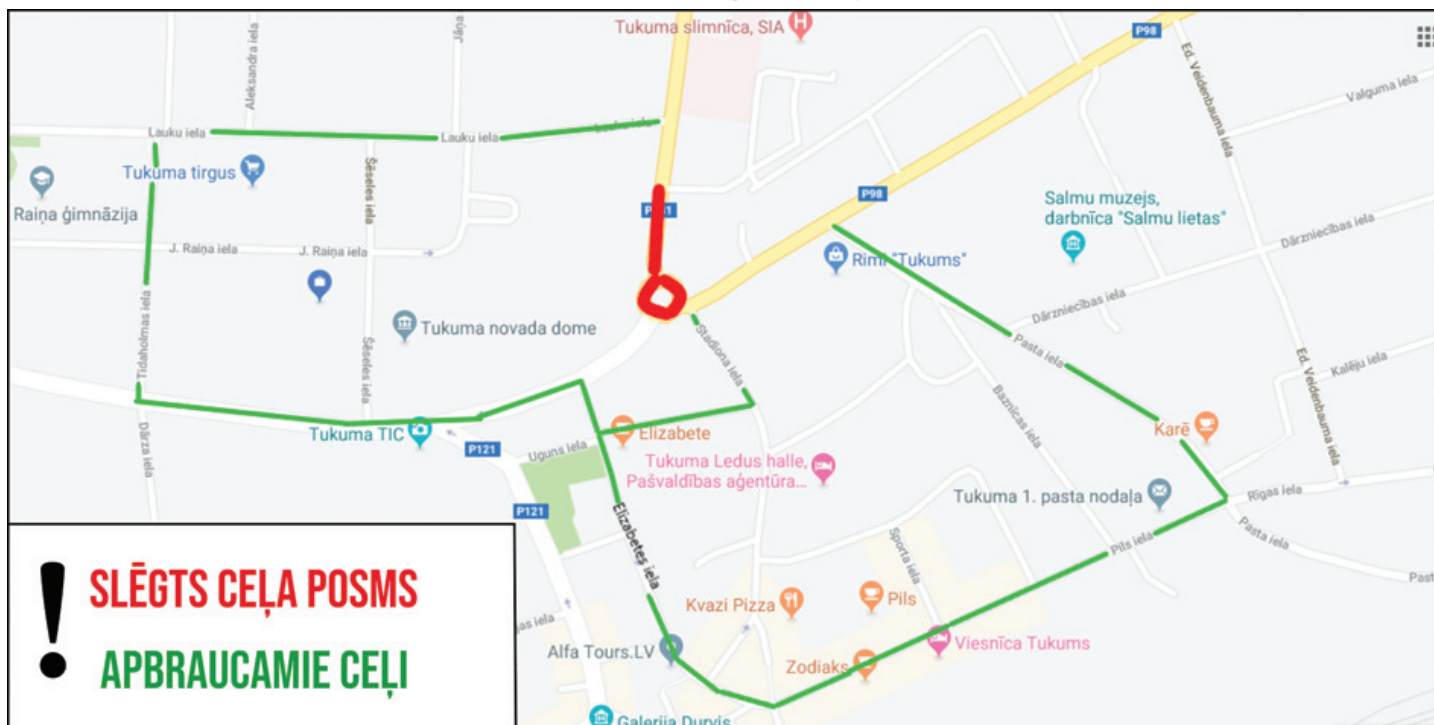 Tukuma slimnīca, SIA
H
P98
Jāņa
Aleksandra iela
Ed. Veidenbauma iela
Valguma iela
Lauku iela
Lauku iela
Lauku iela
Tukuma tirgus
Šēseles iela
Raiņa ģimnāzija
P98
Salmu muzejs,
darbnīca "Salmu lietas"
Dārzniecības iela
J. Raiņa iela
J. Raiņa iela
Rimi "Tukums"
Tidaholmas iela
Tukuma novada dome
Stadiona iela
Dārzniecības iela
Pasta iela
Šēseles iela
Ed. Veidenbauma iela
Kalēju iela
Baznīcas iela
Dārza iela
Tukuma TIC
P121
Uguns iela
Elizabete
Karē
Tukuma Ledus halle,
Pašvaldības aģentūra...
Tukuma 1. pasta nodaļa
Rīgas iela
P121
Elizabetes iela
Pasta iela
Pils iela
Sporta iela
Past
Kvazi Pizza
Pils
Alfa Tours.LV
Viesnīca Tukums
Zodiaks
Galerija Durvis
! SLĒGTS CEĻA POSMS
APBRAUCAMIE CEĻI